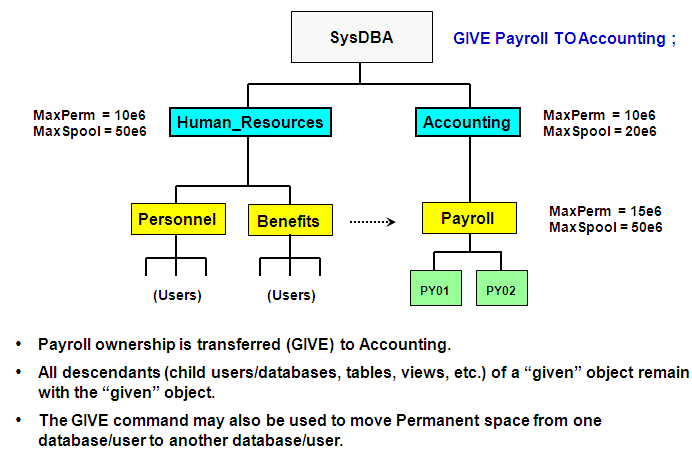 SysDBA
GIVE Payroll TO Accounting ;
MaxPerm = 10e6
MaxSpool = 50e6
Human_Resources
Accounting
MaxPerm = 10e6
MaxSpool = 20e6
Personnel
Benefits
Payroll
MaxPerm = 15e6
MaxSpool = 50e6
(Users)
(Users)
PY01
PY02
• Payroll ownership is transferred (GIVE) to Accounting.
• All descendants (child users/databases, tables, views, etc.) of a “given” object remain
with the “given” object.
• The GIVE command may also be used to move Permanent space from one
database/user to another database/user.